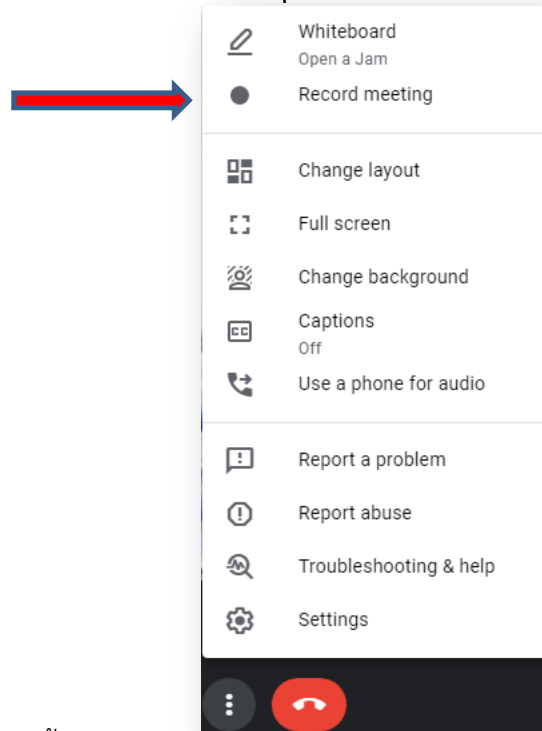 Whiteboard
Open a Jam
Record meeting
Change layout
Full screen
Change background
CC
Captions
Off
Use a phone for audio
Report a problem
Report abuse
Troubleshooting & help
Settings